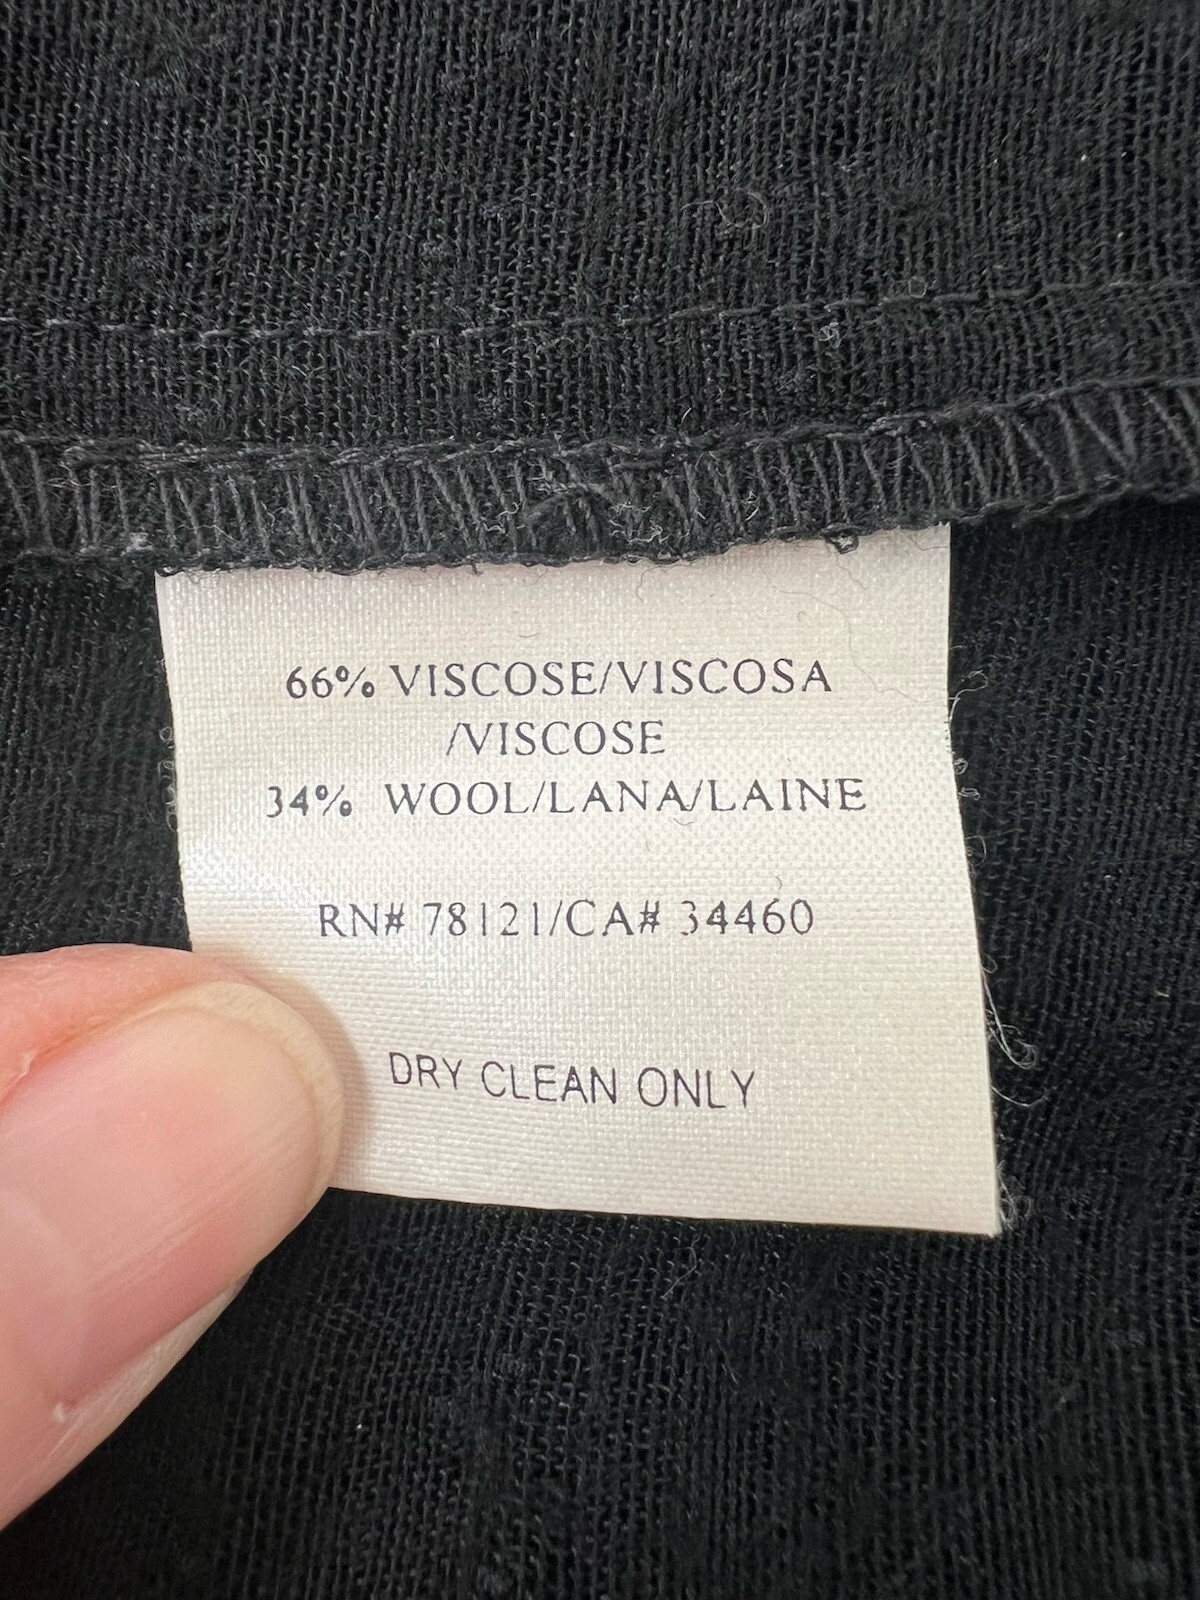 66% VISCOSE/VISCOSA
/VISCOSE
34% WOOL/LANA/LAINE
RN# 78121/CA# 34460
DRY CLEAN ONLY